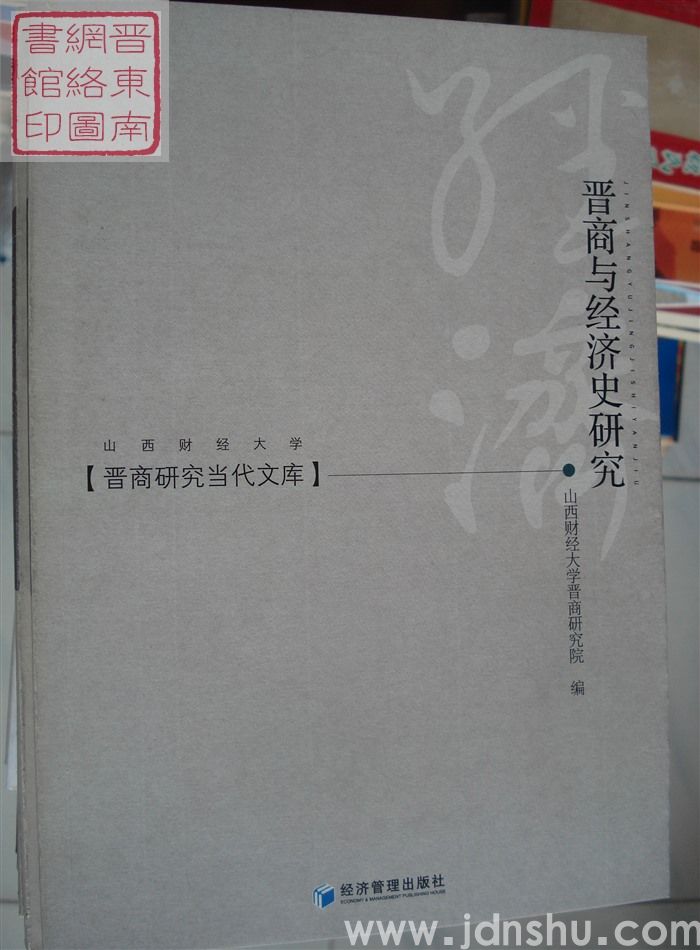 晋東南
網絡圖
書館印
经济
晋商与经济史研究
JINSHANGYUJINGJISHIYANJIU
山西财经大学
【晋商研究当代文库】
山西财经大学晋商研究院 编
经济管理出版社
ECONOMY & MANAGEMENT PUBLISHING HOUSE
www.jdnshu.com